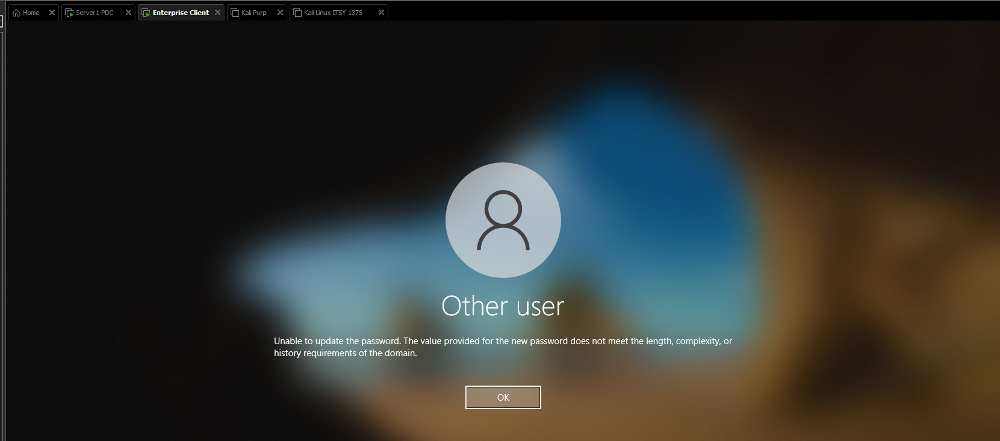 Home
Server1-PDC
Enterprise Client
Kali Purp
Kali Linux ITSY 1375
Other user
Unable to update the password. The value provided for the new password does not meet the length, complexity, or
history requirements of the domain.
OK